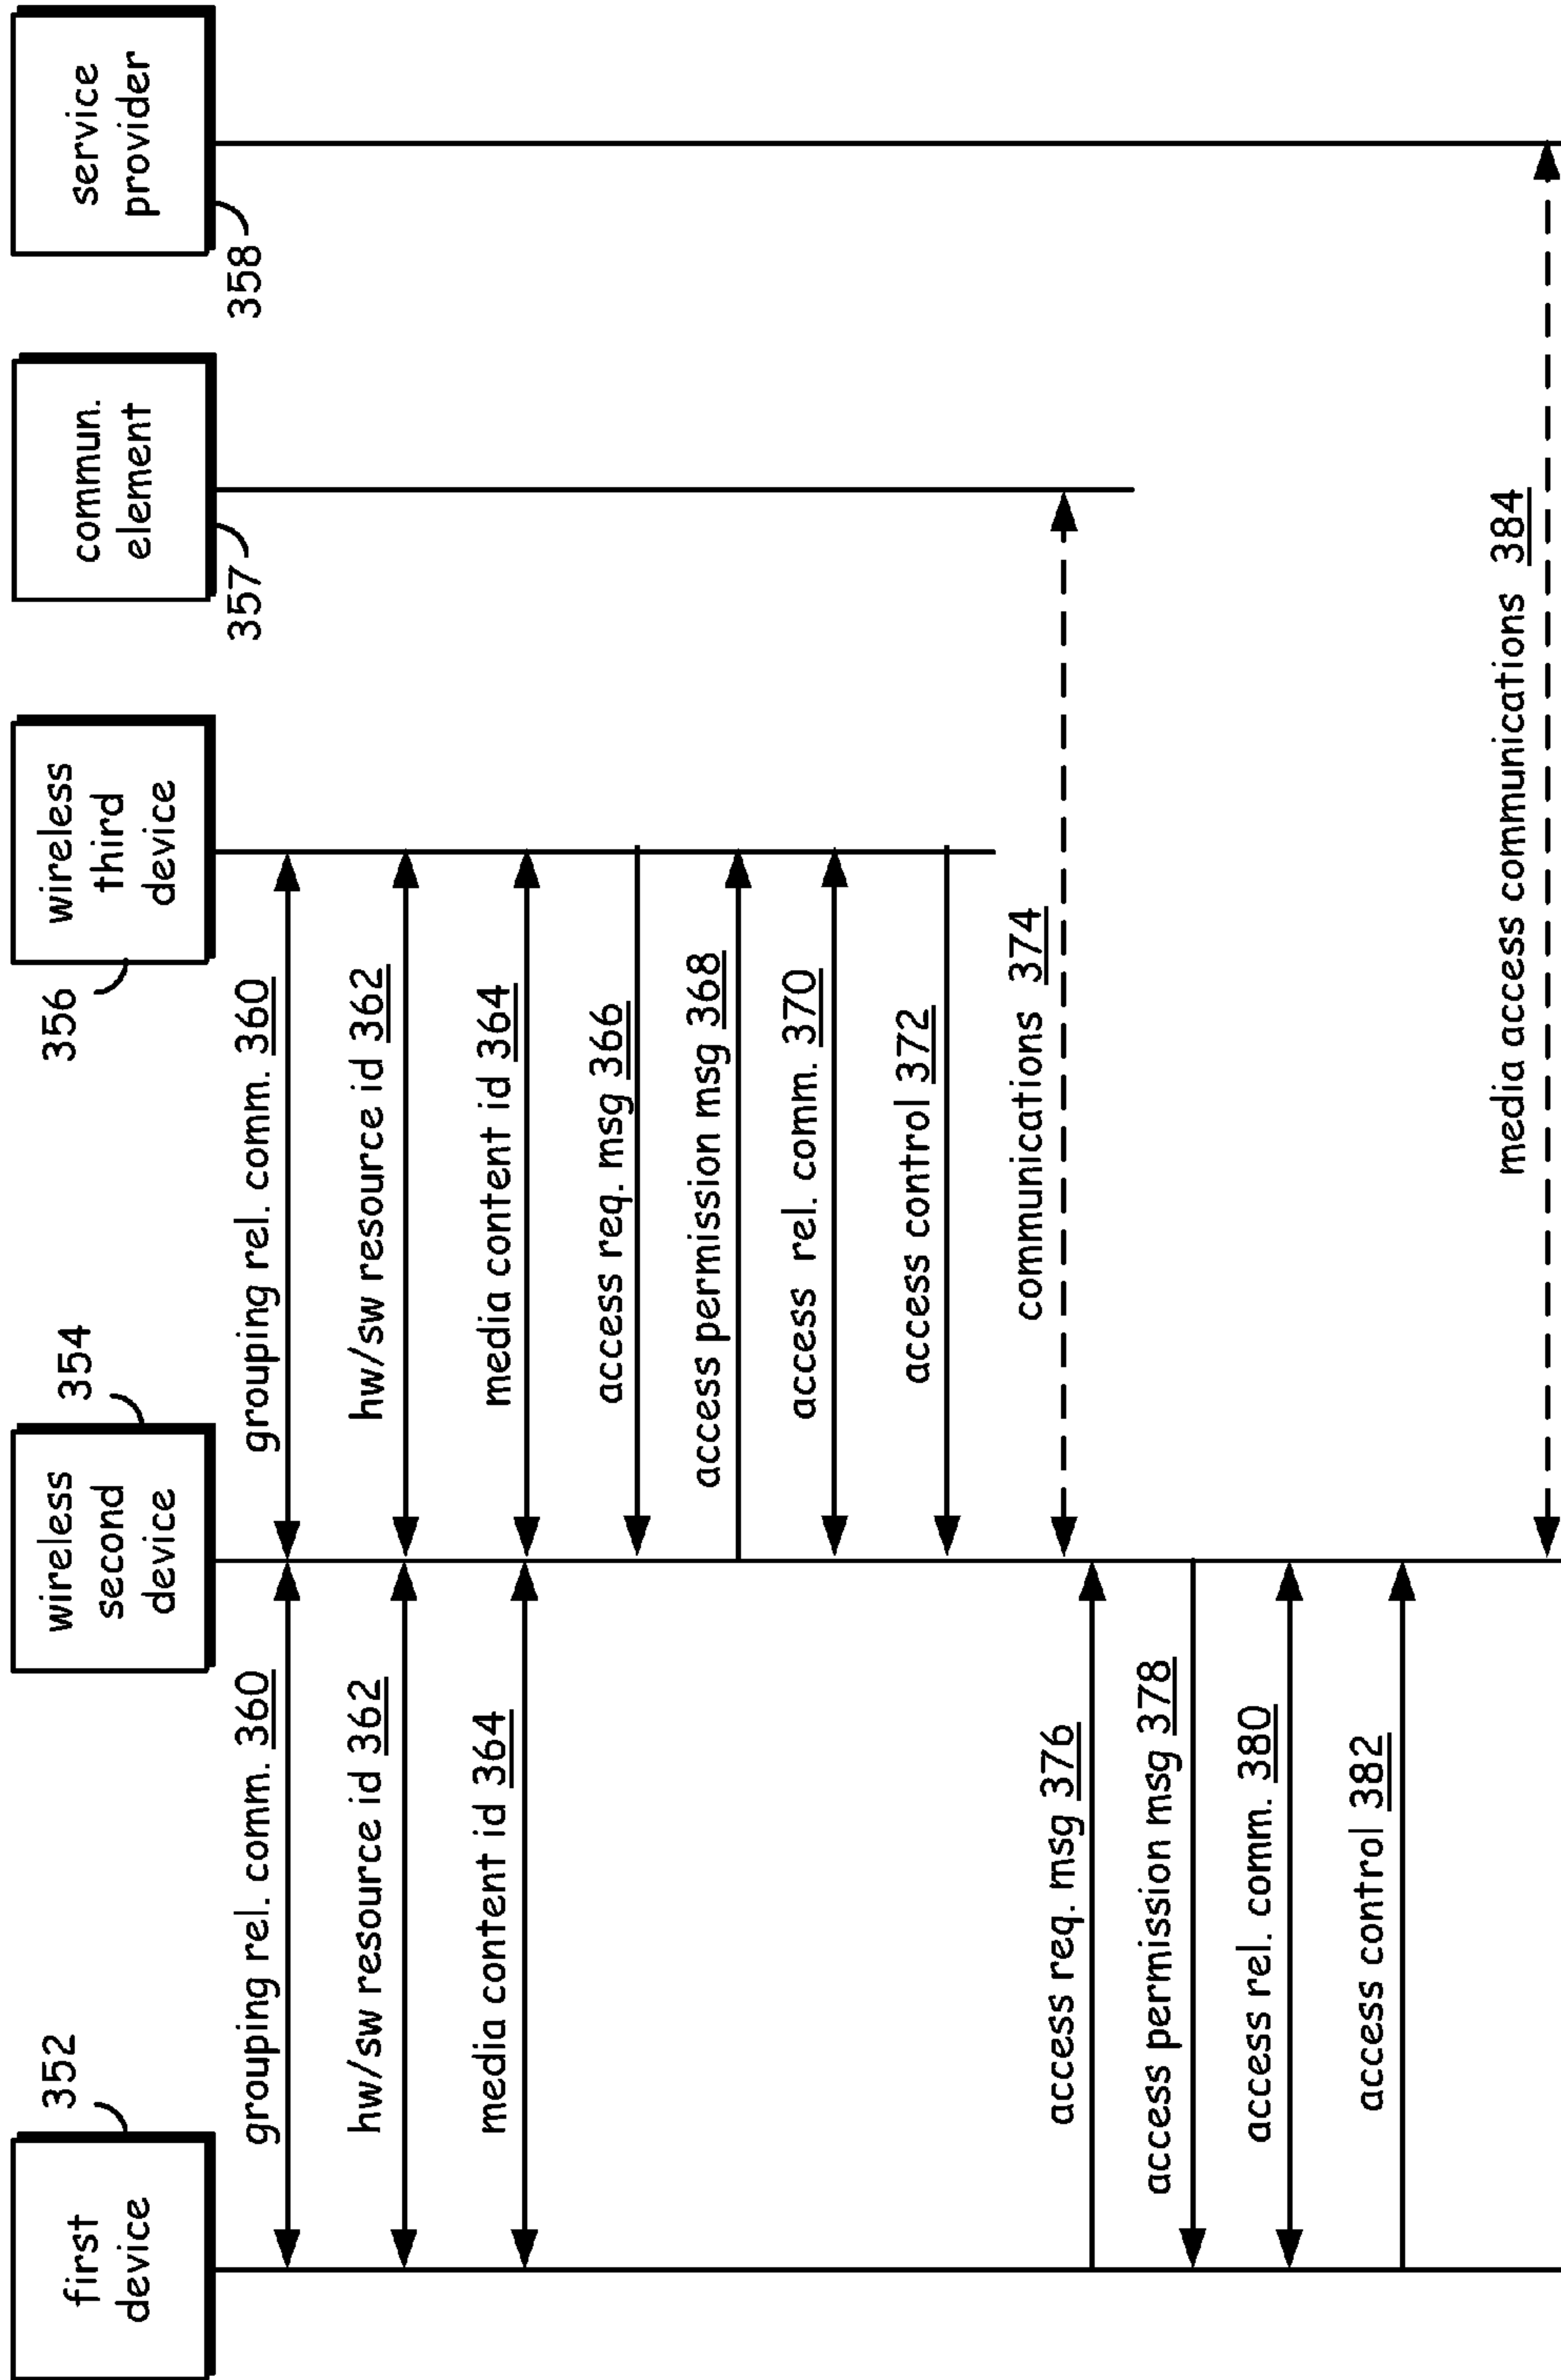 first
device
352
wireless
second
device
354
wireless
third
device
356
commun.
element
357
service
provider
358
grouping rel. comm. 360
grouping rel. comm. 360
hw/sw resource id 362
hw/sw resource id 362
media content id 364
media content id 364
access req. msg 366
access permission msg 368
access rel. comm. 370
access control 372
communications 374
access req. msg 376
access permission msg 378
access rel. comm. 380
access control 382
media access communications 384